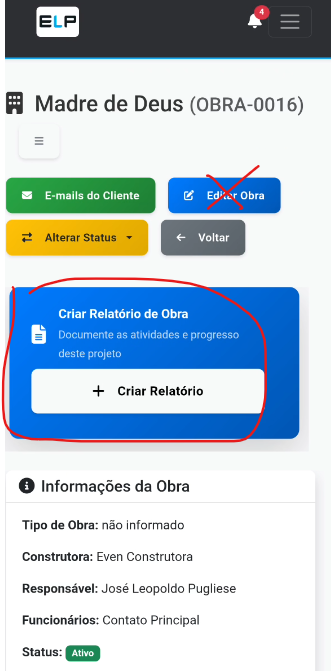 ELP
4
Madre de Deus (OBRA-0016)
E-mails do Cliente
Editar Obra
Alterar Status
Voltar
Criar Relatório de Obra
Documente as atividades e progresso
deste projeto
Criar Relatório
Informações da Obra
Tipo de Obra: não informado
Construtora: Even Construtora
Responsável: José Leopoldo Pugliese
Funcionários: Contato Principal
Status: Ativo